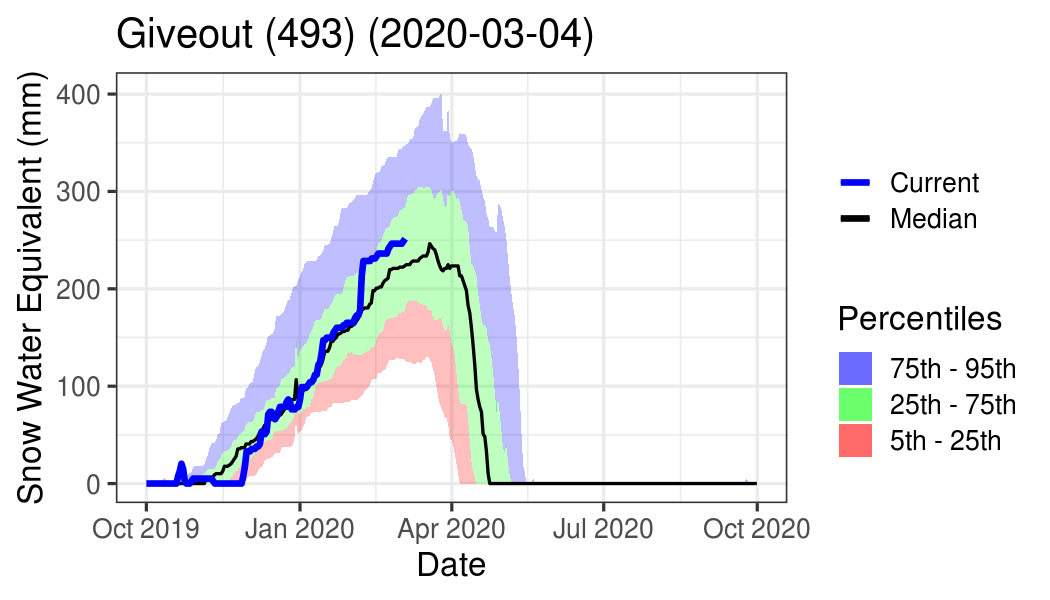 Giveout (493) (2020-03-04)
Snow Water Equivalent (mm)
400
300
200
100
0
Oct 2019
Jan 2020
Apr 2020
Jul 2020
Oct 2020
Date
Current
Median
Percentiles
75th - 95th
25th - 75th
5th - 25th